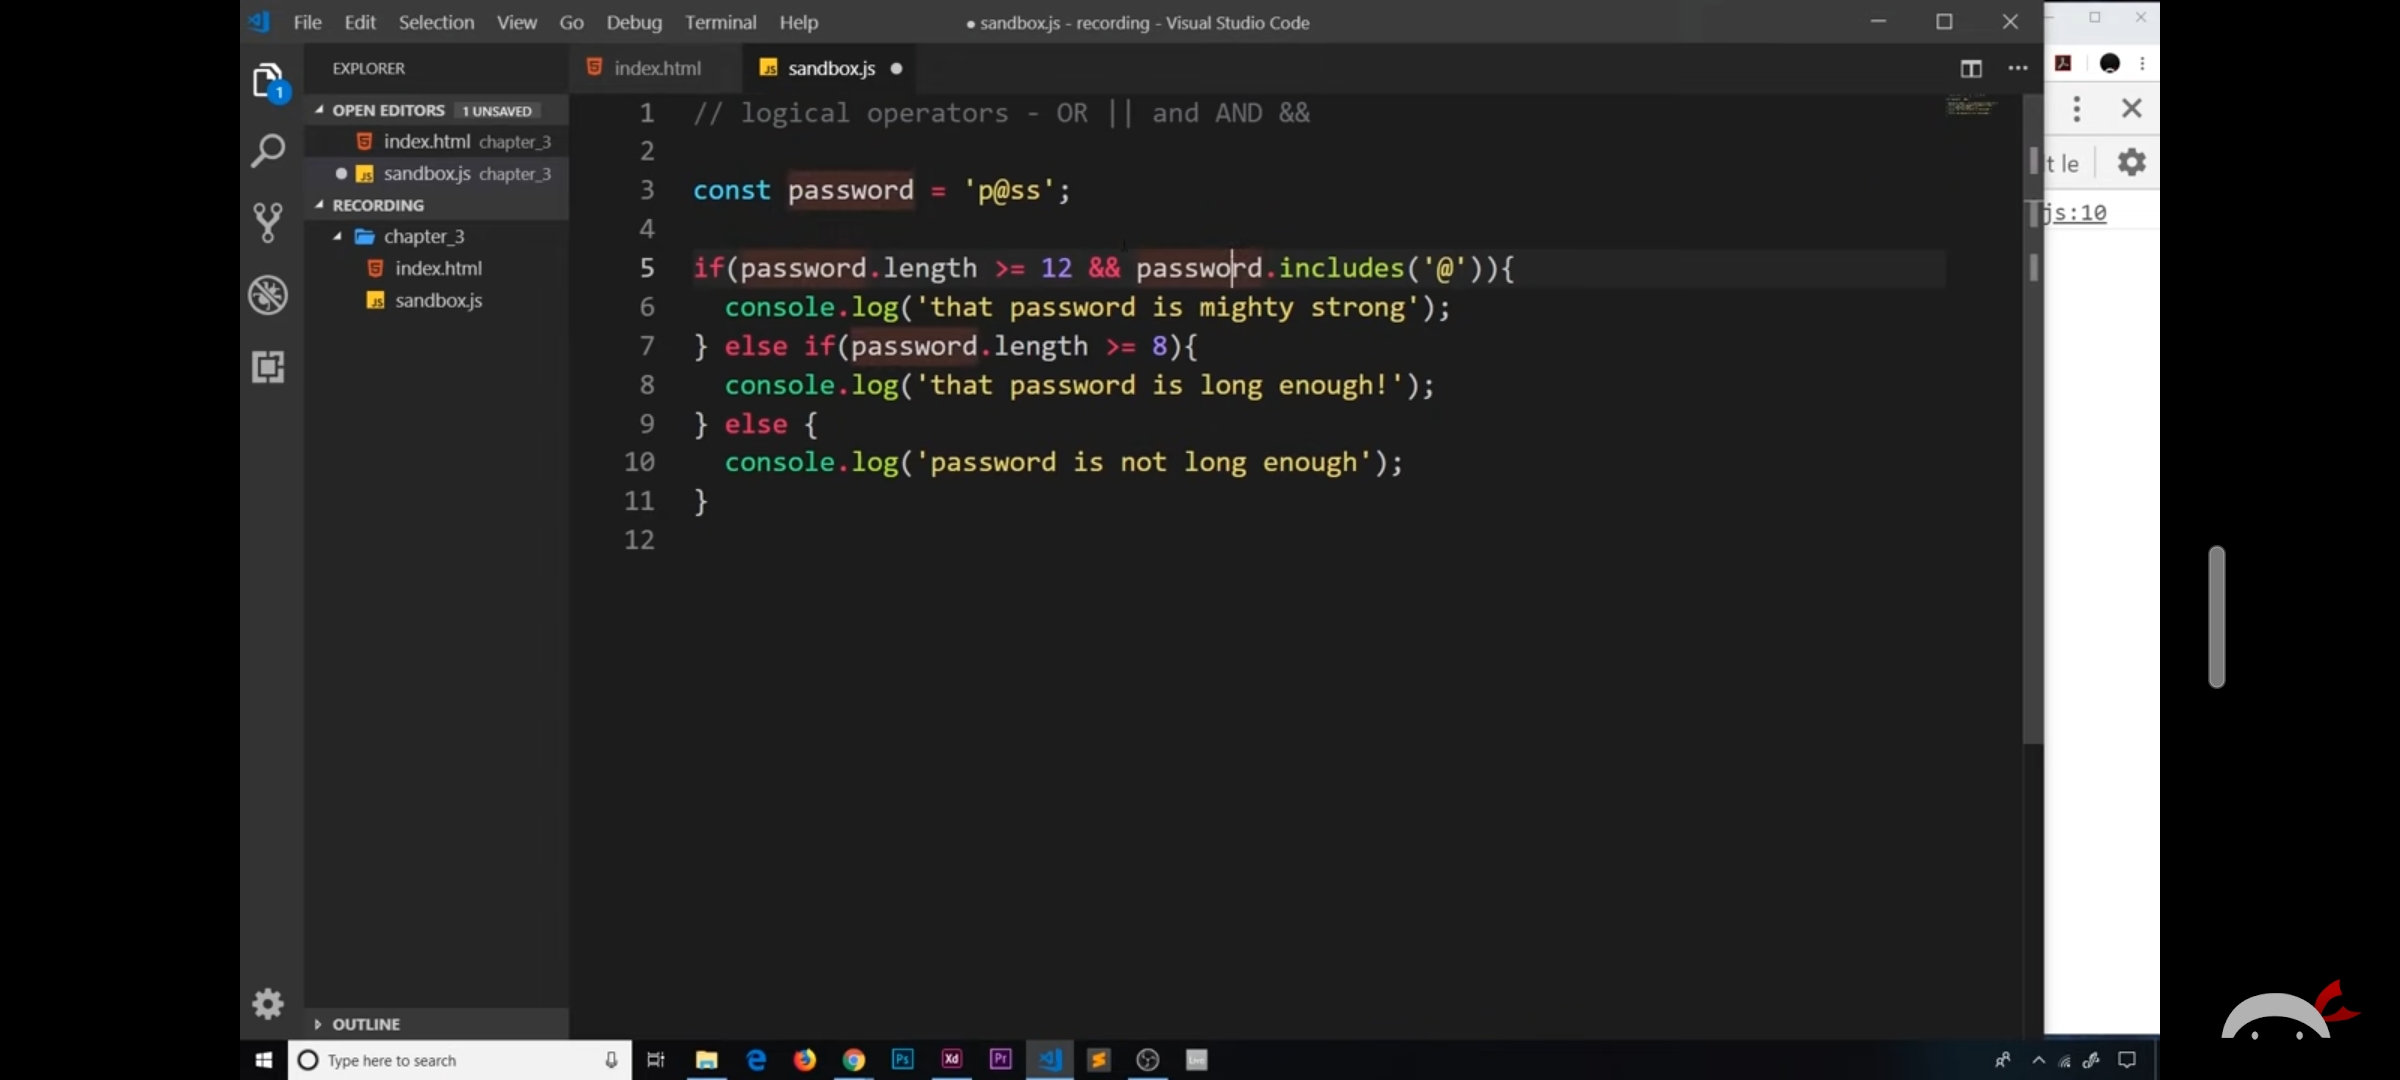 File Edit Selection View Go Debug Terminal Help
● sandbox.js - recording - Visual Studio Code
EXPLORER
index.html
sandbox.js ●
OPEN EDITORS 1 UNSAVED
index.html chapter_3
sandbox.js chapter_3
RECORDING
chapter_3
index.html
sandbox.js
OUTLINE
1 // logical operators - OR || and AND &&
2
3 const password = 'p@ss';
4
5 if(password.length >= 12 && password.includes('@')){
6 console.log('that password is mighty strong');
7 } else if(password.length >= 8){
8 console.log('that password is long enough!');
9 } else {
10 console.log('password is not long enough');
11 }
12
1
t le
js:10
Type here to search
Ps
Xd
Pr
Live